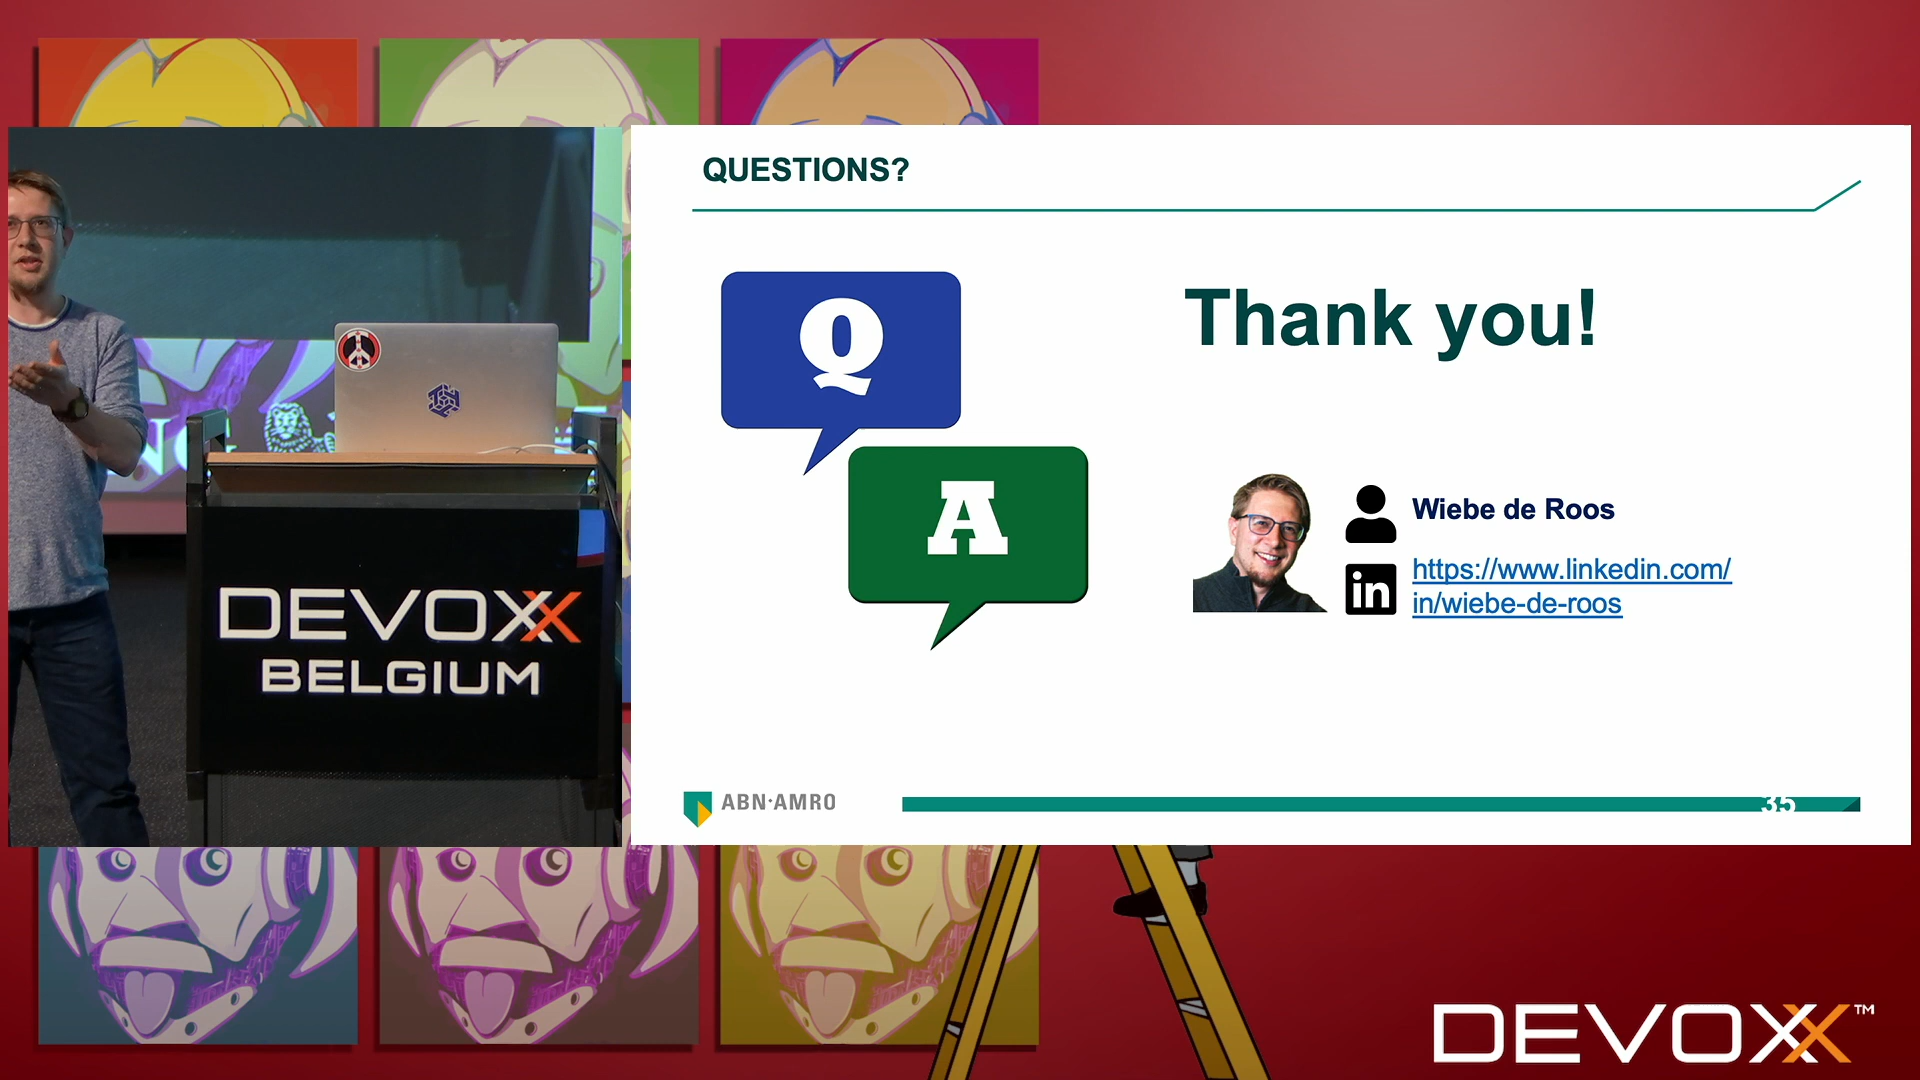 QUESTIONS?
Q
Thank you!
A
Wiebe de Roos
in
https://www.linkedin.com/
in/wiebe-de-roos
ABN·AMRO
35
DEVOXX
BELGIUM
DEVOXX™